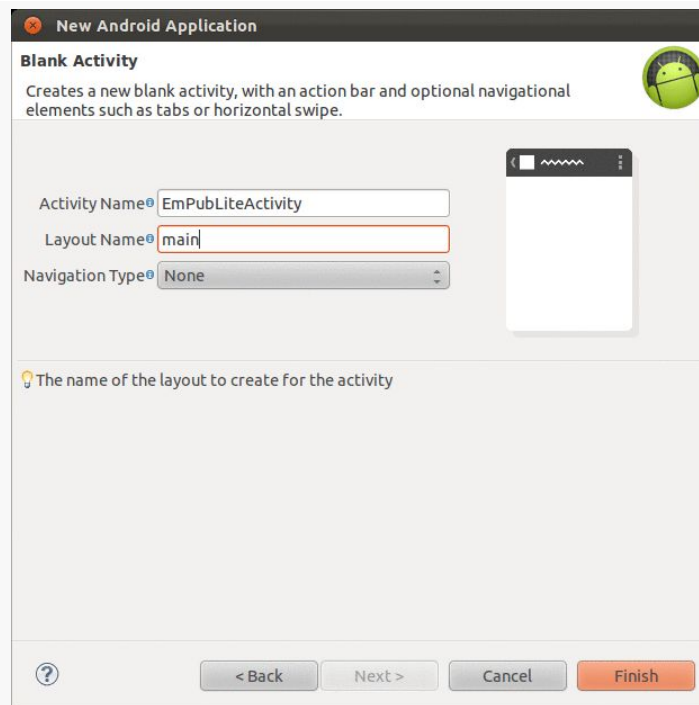 New Android Application
Blank Activity
Creates a new blank activity, with an action bar and optional navigational
elements such as tabs or horizontal swipe.
Activity Name EmPubLiteActivity
Layout Name main
Navigation Type None
The name of the layout to create for the activity
? < Back Next > Cancel Finish